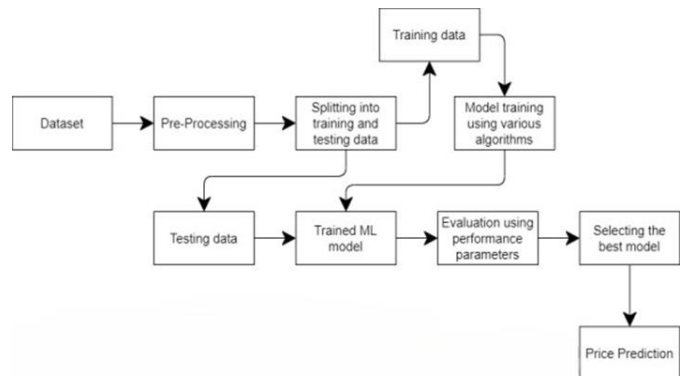 Training data
Dataset
Pre-Processing
Splitting into
training and
testing data
Model training
using various
algorithms
Testing data
Trained ML
model
Evaluation using
performance
parameters
Selecting the
best model
Price Prediction